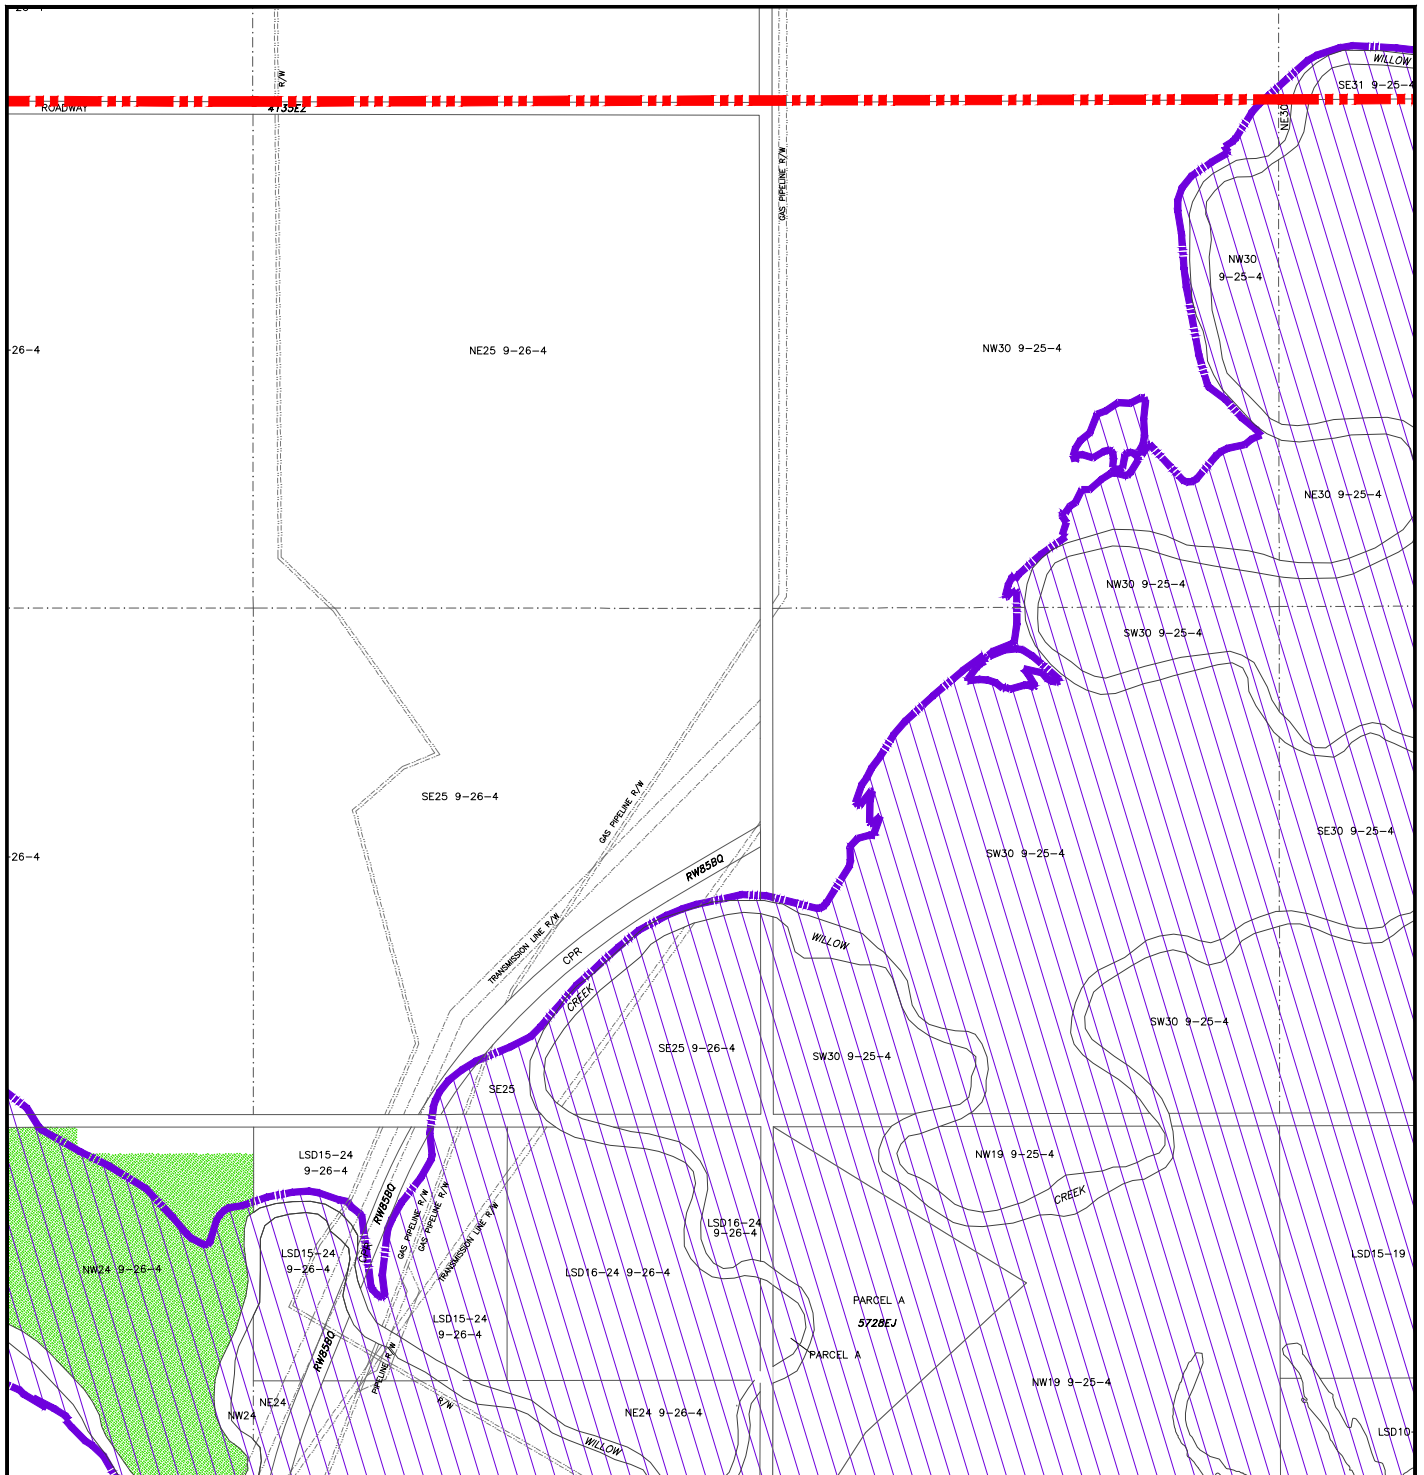 R/W
WILLOW
SE31 9-25-4
ROADWAY
4135EZ
NE30
GAS PIPELINE R/W
NW30
9-25-4
-26-4
NE25 9-26-4
NW30 9-25-4
NE30 9-25-4
NW30 9-25-4
SW30 9-25-4
SE25 9-26-4
GAS PIPELINE R/W
SE30 9-25-4
-26-4
SW30 9-25-4
RW85BQ
TRANSMISSION LINE R/W
WILLOW
CPR
CREEK
SW30 9-25-4
SE25 9-26-4
SW30 9-25-4
SE25
LSD15-24
9-26-4
NW19 9-25-4
RW85BQ
CREEK
GAS PIPELINE R/W
GAS PIPELINE R/W
TRANSMISSION LINE R/W
LSD16-24
9-26-4
CPR
LSD15-24
9-26-4
LSD15-19
NW24 9-26-4
LSD16-24 9-26-4
PARCEL A
5728EJ
LSD15-24
9-26-4
RW85BQ
PARCEL A
PIPELINE R/W
NW19 9-25-4
R/W
NE24
NW24
NE24 9-26-4
WILLOW
LSD10-